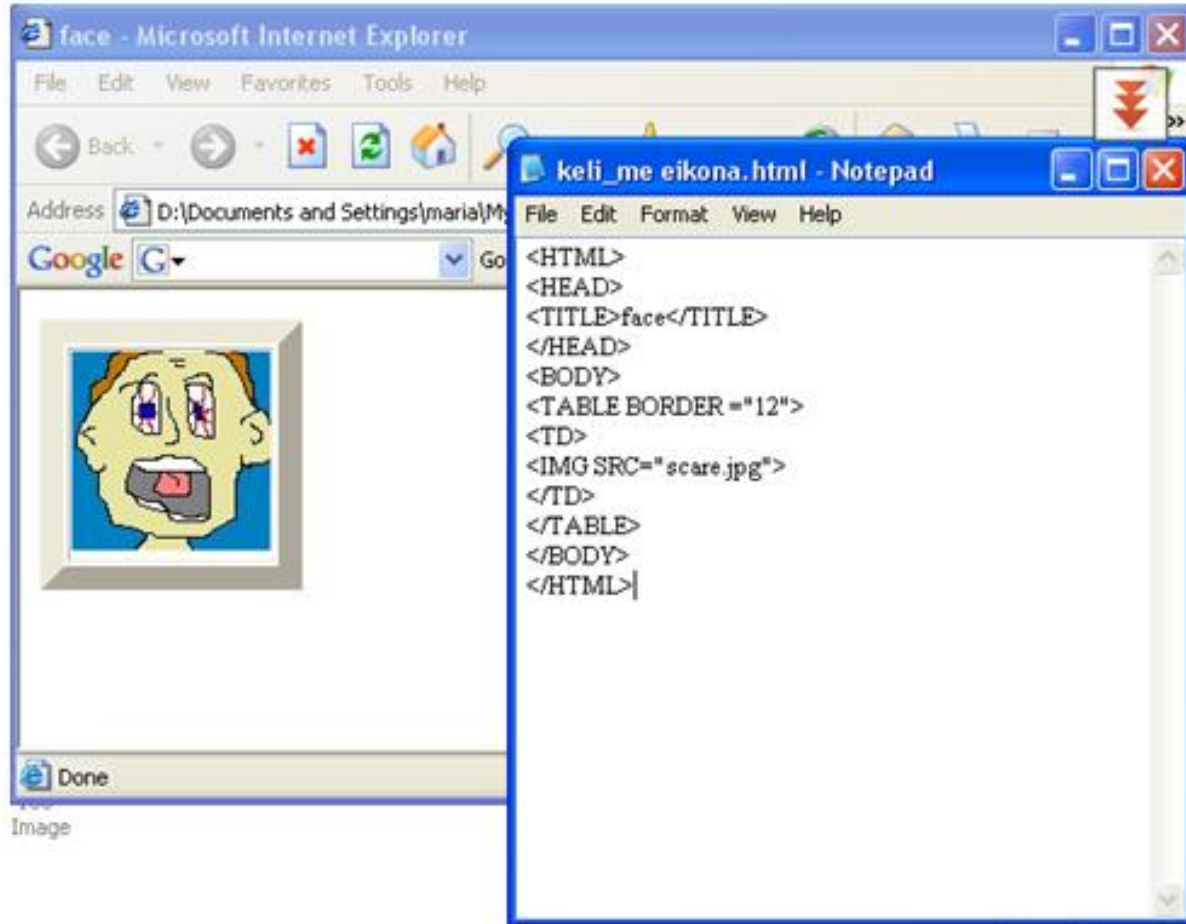 face - Microsoft Internet Explorer
File Edit View Favorites Tools Help
Back
Address D:\Documents and Settings\maria\My
Google G Go
Done
Image
keli_me eikona.html - Notepad
File Edit Format View Help
<HTML>
<HEAD>
<TITLE>face</TITLE>
</HEAD>
<BODY>
<TABLE BORDER ="12">
<TD>
<IMG SRC="scare.jpg">
</TD>
</TABLE>
</BODY>
</HTML>